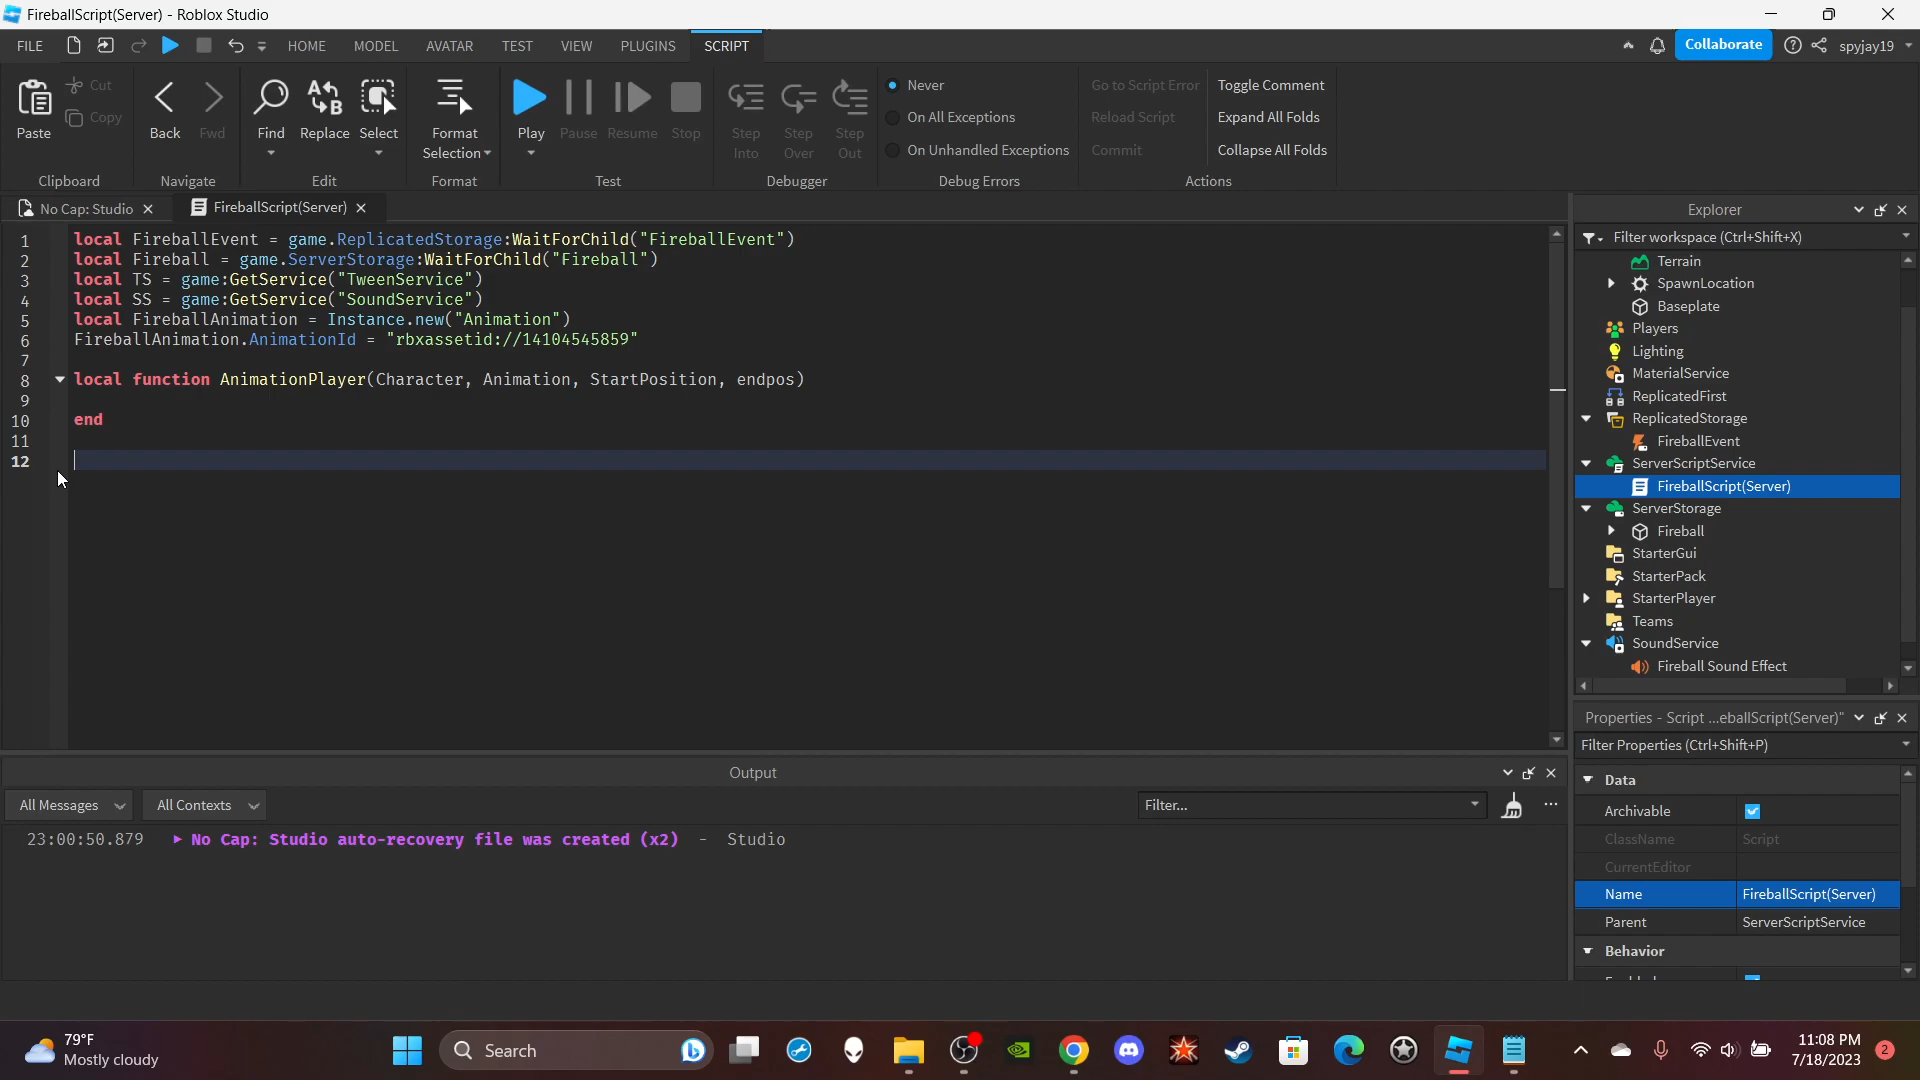 FireballScript(Server) - Roblox Studio
FILE HOME MODEL AVATAR TEST VIEW PLUGINS SCRIPT Collaborate spyjay19
Paste Cut Copy
Clipboard
Back Fwd
Navigate
Find Replace Select
Edit
Format Selection
Format
Play Pause Resume Stop
Test
Step Into Step Over Step Out
Debugger
Never
On All Exceptions
On Unhandled Exceptions
Debug Errors
Go to Script Error
Reload Script
Commit
Toggle Comment
Expand All Folds
Collapse All Folds
Actions
No Cap: Studio FireballScript(Server)
1 local FireballEvent = game.ReplicatedStorage:WaitForChild("FireballEvent")
2 local Fireball = game.ServerStorage:WaitForChild("Fireball")
3 local TS = game:GetService("TweenService")
4 local SS = game:GetService("SoundService")
5 local FireballAnimation = Instance.new("Animation")
6 FireballAnimation.AnimationId = "rbxassetid://14104545859"
7
8 local function AnimationPlayer(Character, Animation, StartPosition, endpos)
9
10 end
11
12
Explorer
Filter workspace (Ctrl+Shift+X)
Terrain
SpawnLocation
Baseplate
Players
Lighting
MaterialService
ReplicatedFirst
ReplicatedStorage
FireballEvent
ServerScriptService
FireballScript(Server)
ServerStorage
Fireball
StarterGui
StarterPack
StarterPlayer
Teams
SoundService
Fireball Sound Effect
Properties - Script ...eballScript(Server)"
Filter Properties (Ctrl+Shift+P)
Data
Archivable
ClassName Script
CurrentEditor
Name FireballScript(Server)
Parent ServerScriptService
Behavior
Output
All Messages All Contexts Filter...
23:00:50.879 No Cap: Studio auto-recovery file was created (x2) - Studio
79°F
Mostly cloudy
Search
11:08 PM
7/18/2023
2